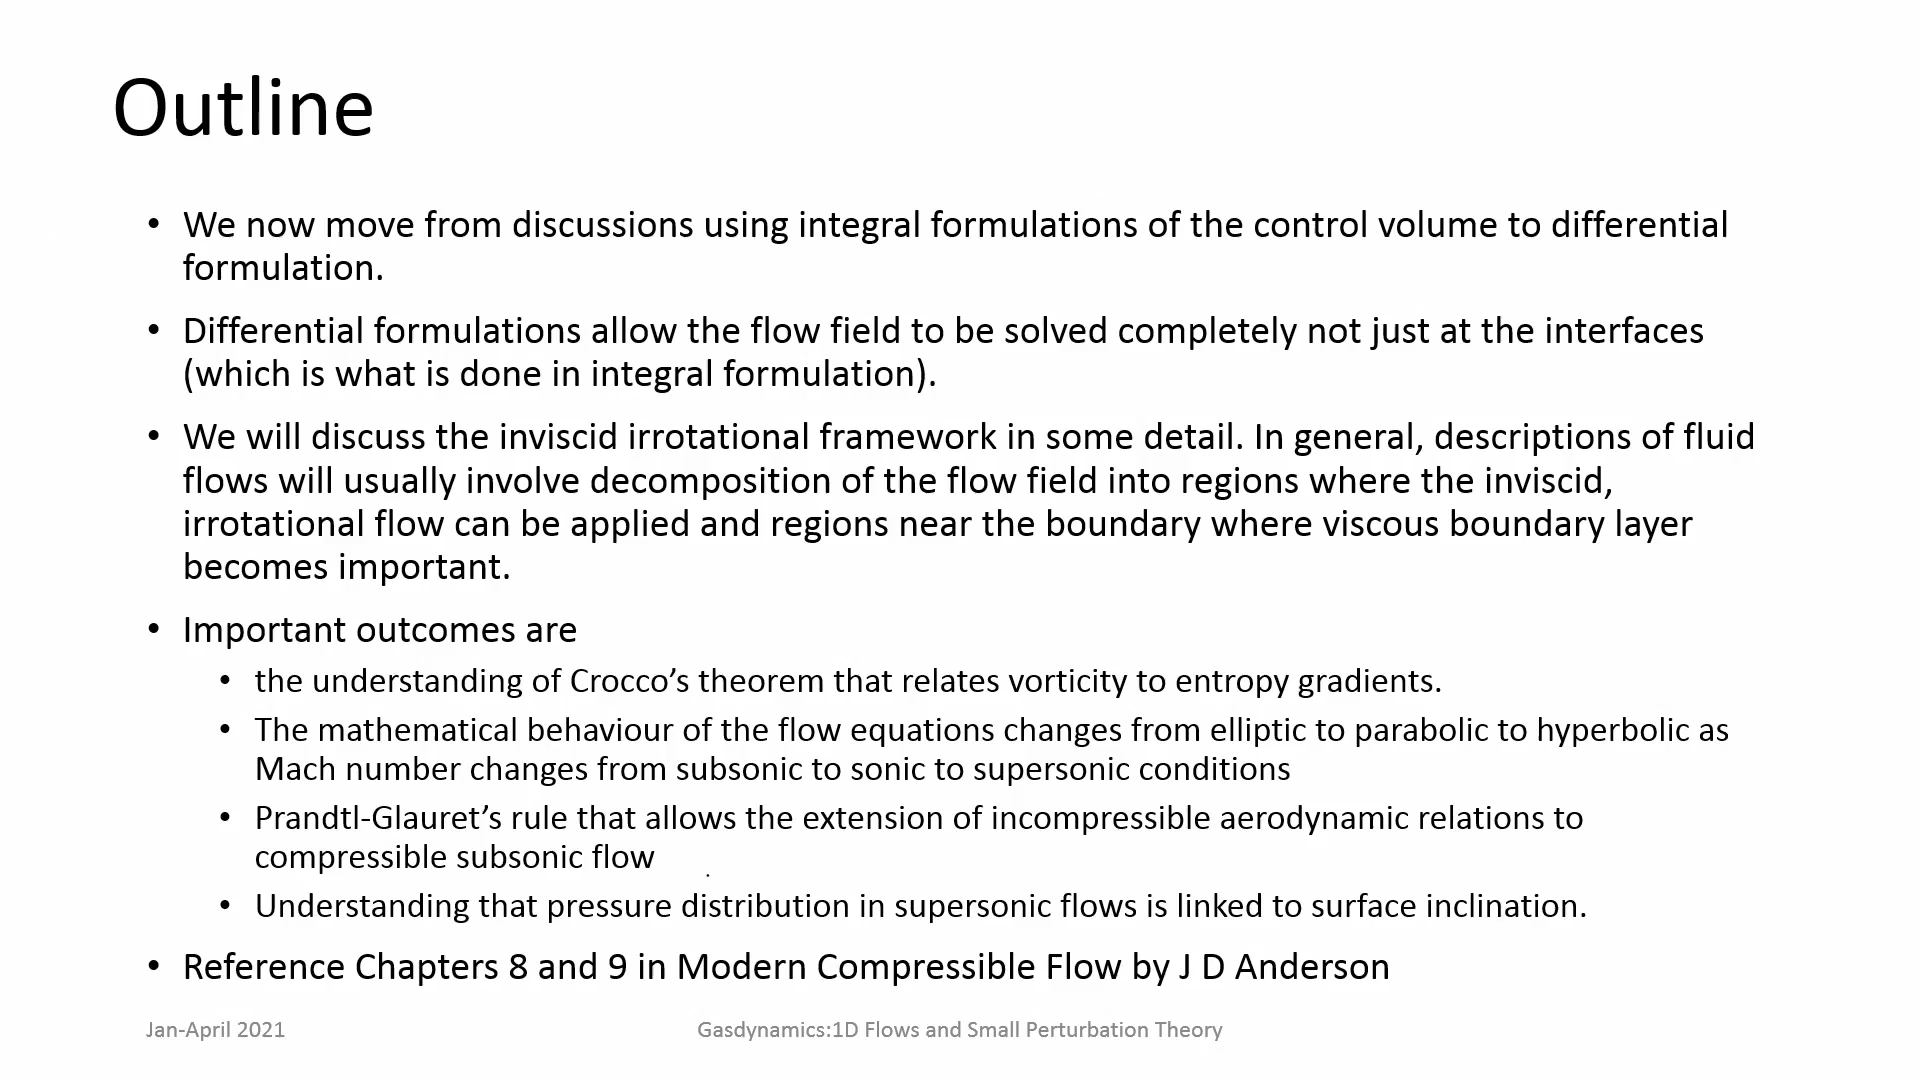 Outline
• We now move from discussions using integral formulations of the control volume to differential
formulation.
• Differential formulations allow the flow field to be solved completely not just at the interfaces
(which is what is done in integral formulation).
• We will discuss the inviscid irrotational framework in some detail. In general, descriptions of fluid
flows will usually involve decomposition of the flow field into regions where the inviscid,
irrotational flow can be applied and regions near the boundary where viscous boundary layer
becomes important.
• Important outcomes are
• the understanding of Crocco’s theorem that relates vorticity to entropy gradients.
• The mathematical behaviour of the flow equations changes from elliptic to parabolic to hyperbolic as
Mach number changes from subsonic to sonic to supersonic conditions
• Prandtl-Glauret’s rule that allows the extension of incompressible aerodynamic relations to
compressible subsonic flow
• Understanding that pressure distribution in supersonic flows is linked to surface inclination.
• Reference Chapters 8 and 9 in Modern Compressible Flow by J D Anderson
Jan-April 2021
Gasdynamics:1D Flows and Small Perturbation Theory